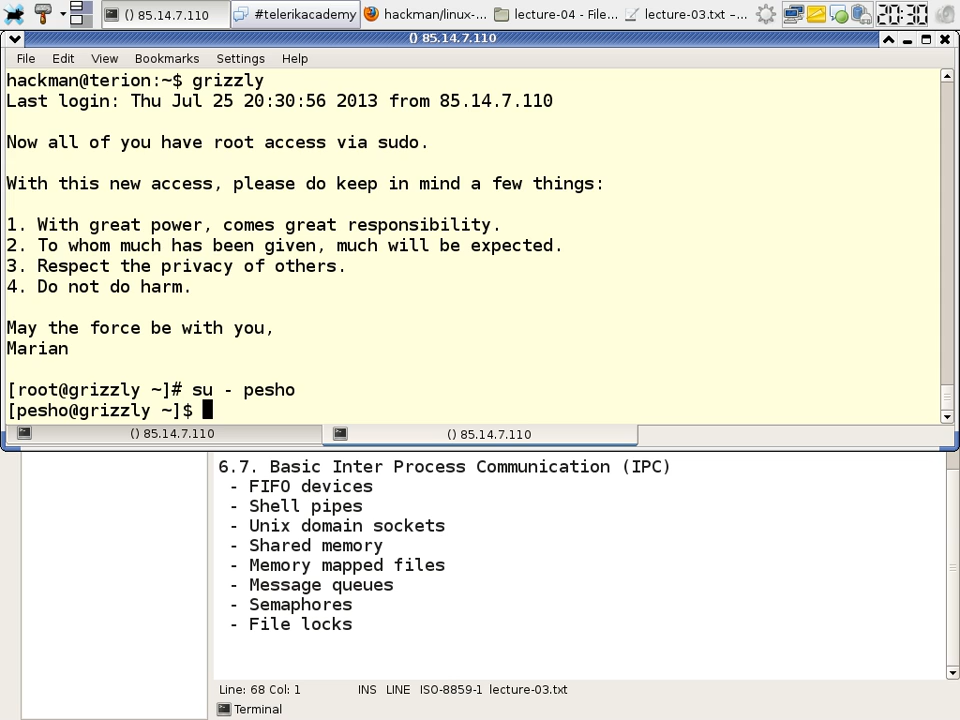 () 85.14.7.110
#telerikacademy
hackman/linux-...
lecture-04 - File...
lecture-03.txt –...
20:30
() 85.14.7.110
File Edit View Bookmarks Settings Help
hackman@terion:~$ grizzly
Last login: Thu Jul 25 20:30:56 2013 from 85.14.7.110
Now all of you have root access via sudo.
With this new access, please do keep in mind a few things:
1. With great power, comes great responsibility.
2. To whom much has been given, much will be expected.
3. Respect the privacy of others.
4. Do not do harm.
May the force be with you,
Marian
[root@grizzly ~]# su - pesho
[pesho@grizzly ~]$
() 85.14.7.110
() 85.14.7.110
6.7. Basic Inter Process Communication (IPC)
- FIFO devices
- Shell pipes
- Unix domain sockets
- Shared memory
- Memory mapped files
- Message queues
- Semaphores
- File locks
Line: 68 Col: 1 INS LINE ISO-8859-1 lecture-03.txt
Terminal